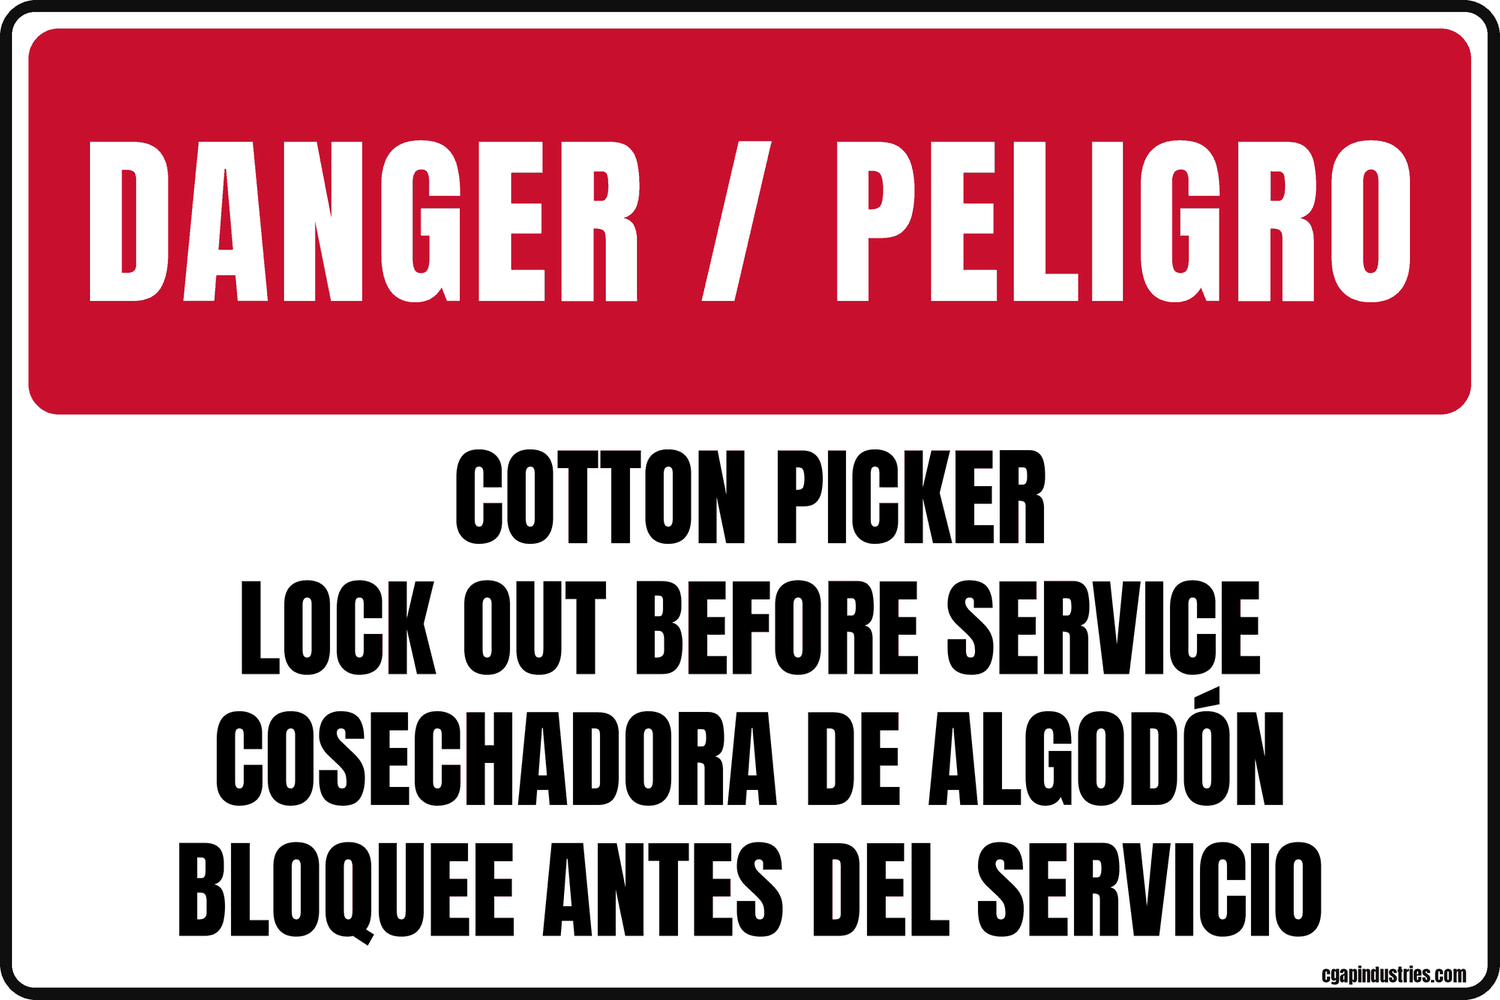 DANGER / PELIGRO
COTTON PICKER
LOCK OUT BEFORE SERVICE
COSECHADORA DE ALGODÓN
BLOQUEE ANTES DEL SERVICIO
cgapindustries.com